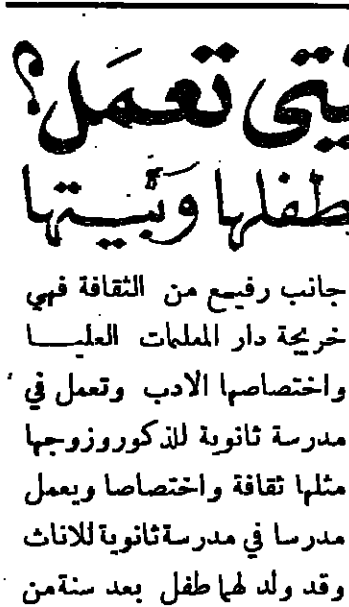 تعمل؟
طفلها وبيتها
جانب رفيع من الثقافة فهي
خريجة دار المعلمات العليا
واختصاصها الادب وتعمل في
مدرسة ثانوية للذكور وزوجها
مثلها ثقافة واختصاصا ويعمل
مدرسا في مدرسة ثانوية للاناث
وقد ولد لهما طفل بعد سنة من